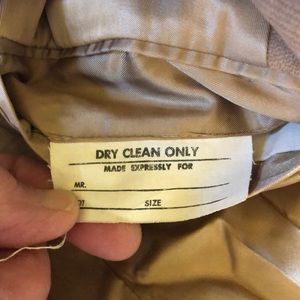 DRY CLEAN ONLY
MADE EXPRESSLY FOR
MR.
SIZE